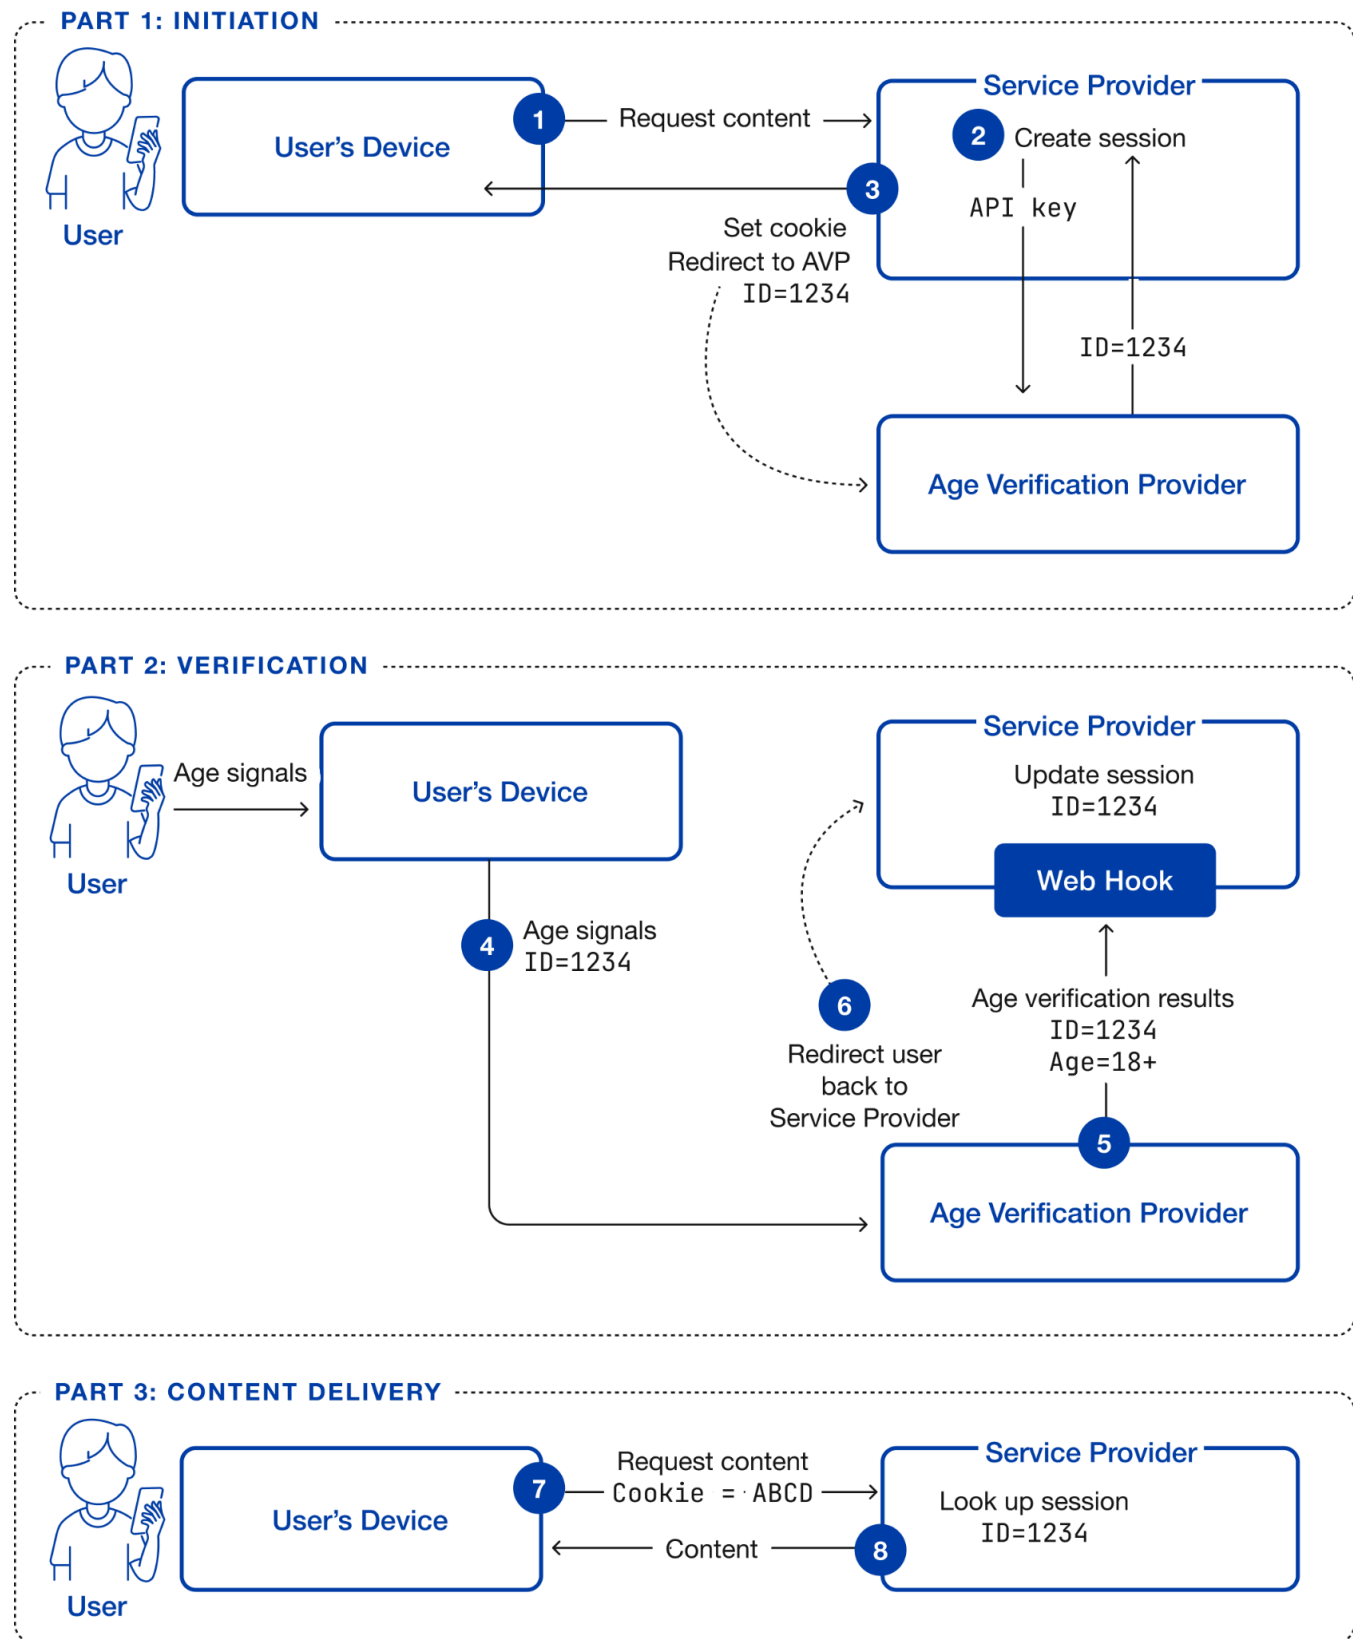 PART 1: INITIATION
User
User's Device
1
Request content
Service Provider
2
Create session
API key
3
Set cookie
Redirect to AVP
ID=1234
ID=1234
Age Verification Provider
PART 2: VERIFICATION
User
Age signals
User's Device
4
Age signals
ID=1234
Service Provider
Update session
ID=1234
Web Hook
6
Redirect user
back to
Service Provider
Age verification results
ID=1234
Age=18+
5
Age Verification Provider
PART 3: CONTENT DELIVERY
User
User's Device
7
Request content
Cookie = ABCD
Service Provider
Look up session
ID=1234
8
Content